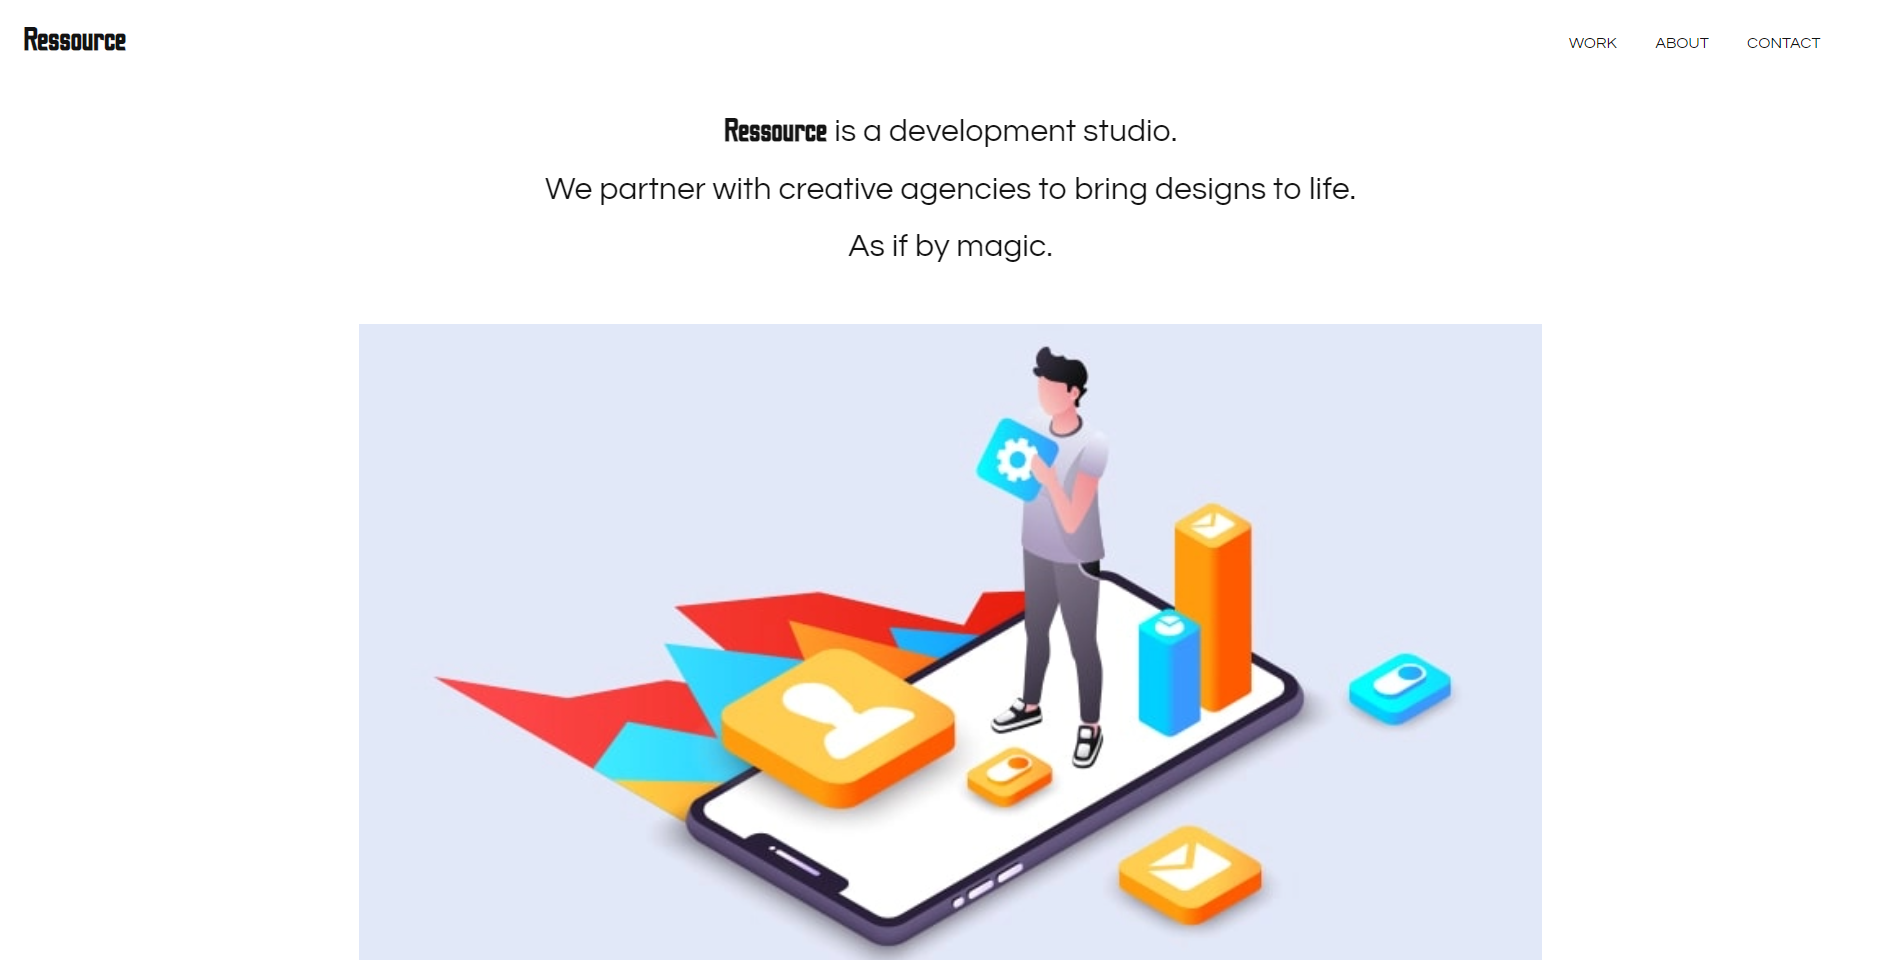 Ressource
WORK ABOUT CONTACT
Ressource is a development studio.
We partner with creative agencies to bring designs to life.
As if by magic.